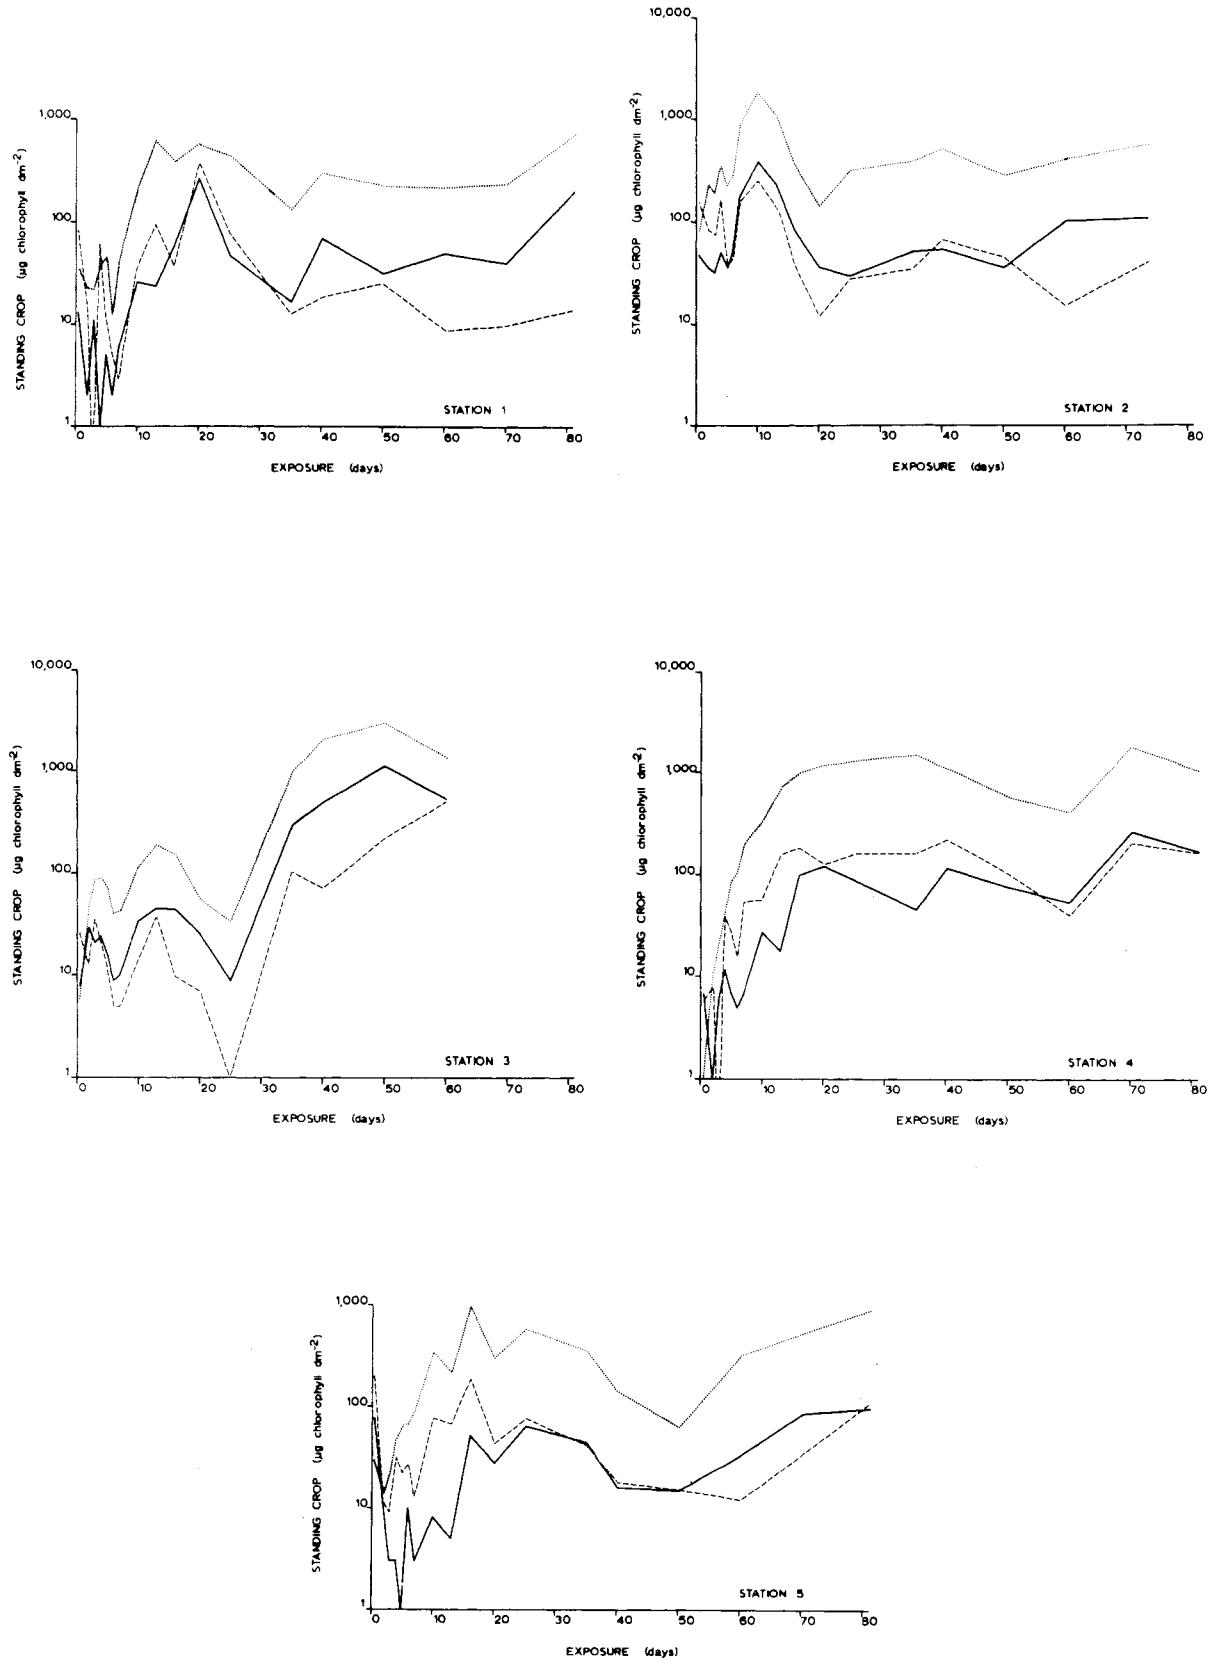 10,000
1,000
100
10
1
STANDING CROP (µg chlorophyll dm⁻²)
0 10 20 30 40 50 60 70 80
EXPOSURE (days)
STATION 2
1,000
100
10
1
STANDING CROP (µg chlorophyll dm⁻²)
0 10 20 30 40 50 60 70 80
EXPOSURE (days)
STATION 1
10,000
1,000
100
10
1
STANDING CROP (µg chlorophyll dm⁻²)
0 10 20 30 40 50 60 70 80
EXPOSURE (days)
STATION 3
10,000
1,000
100
10
1
STANDING CROP (µg chlorophyll dm⁻²)
0 10 20 30 40 50 60 70 80
EXPOSURE (days)
STATION 4
1,000
100
10
1
STANDING CROP (µg chlorophyll dm⁻²)
0 10 20 30 40 50 60 70 80
EXPOSURE (days)
STATION 5